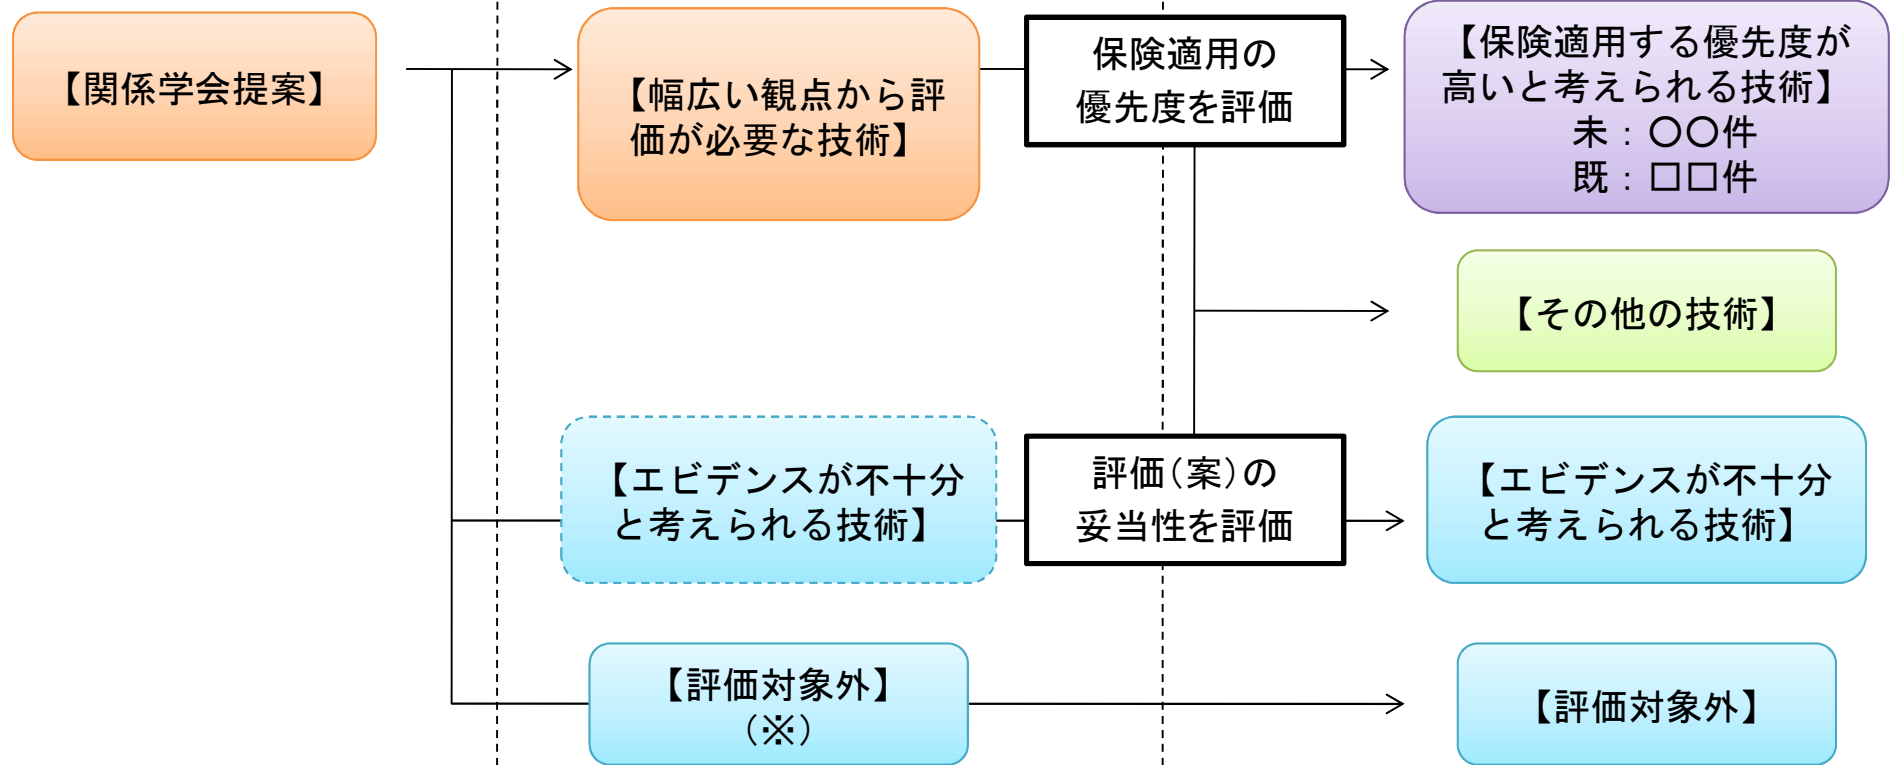 【関係学会提案】
【幅広い観点から評
価が必要な技術】
保険適用の
優先度を評価
【保険適用する優先度が
高いと考えられる技術】
未：〇〇件
既：□□件
【その他の技術】
【エビデンスが不十分
と考えられる技術】
評価（案）の
妥当性を評価
【エビデンスが不十分
と考えられる技術】
【評価対象外】
（※）
【評価対象外】